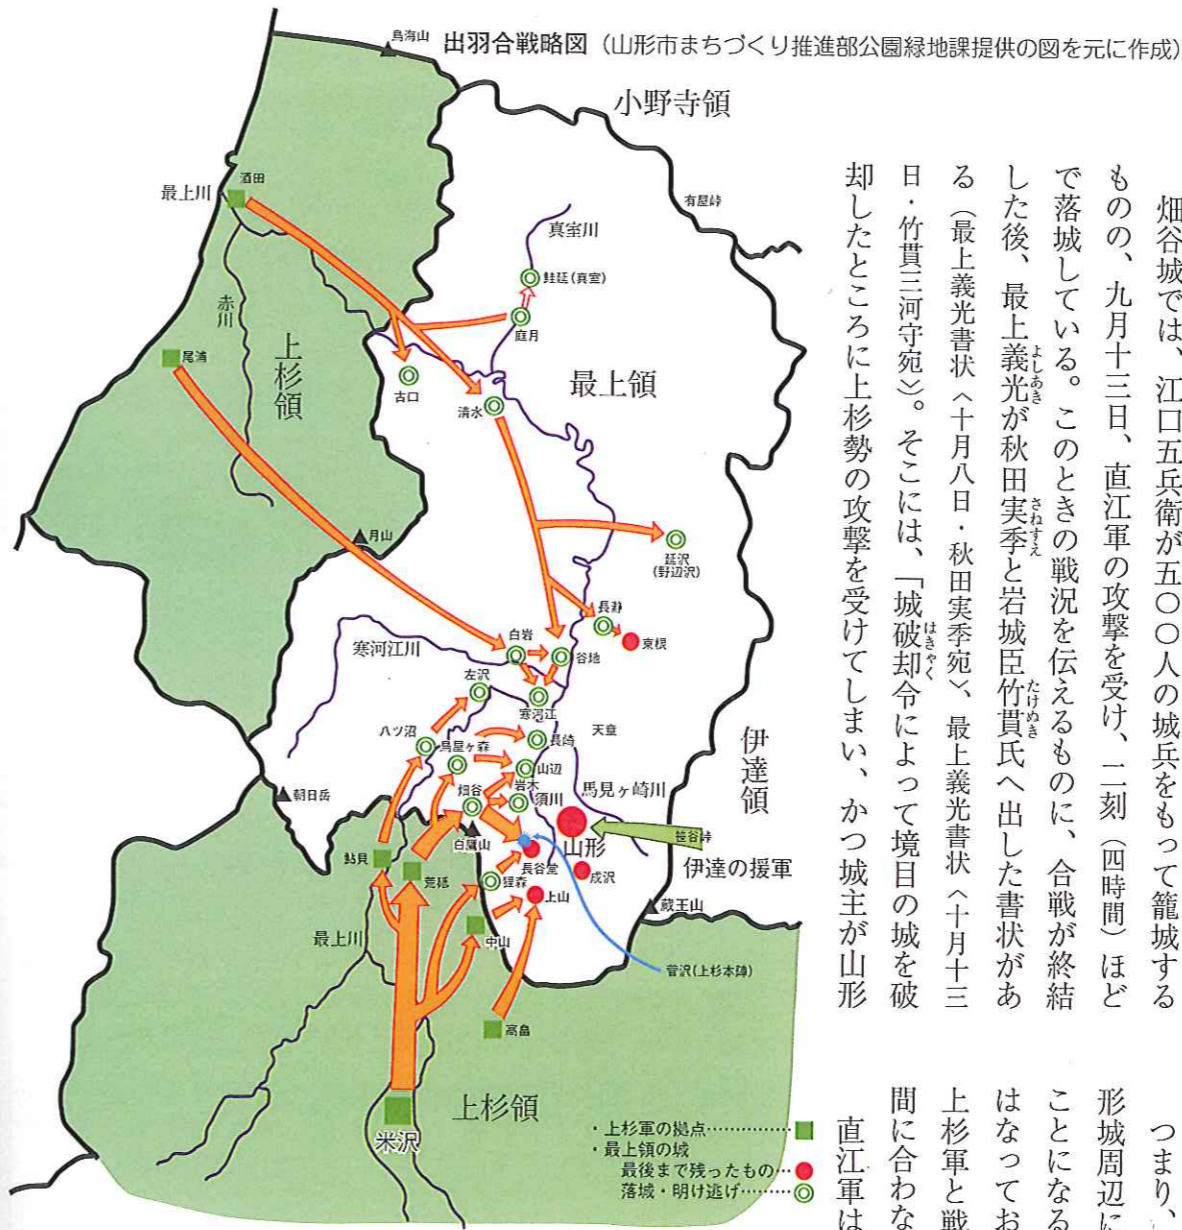 出羽合戦略図（山形市まちづくり推進部公園緑地課提供の図を元に作成）
鳥海山
小野寺領
酒田
最上川
有屋峠
真室川
鮭延（真室）
庭月
赤川
上杉領
尾浦
古口
清水
最上領
月山
延沢
（野辺沢）
長瀞
東根
白岩
谷地
寒河江川
左沢
寒河江
八ツ沼
鳥屋ヶ森
長崎
天童
山辺
伊達領
朝日岳
畑谷
岩木
須川
馬見ヶ崎川
山形
笹谷峠
白鷹山
伊達の援軍
鮎貝
荒砥
長谷堂
成沢
狸森
上山
蔵王山
最上川
中山
菅沢（上杉本陣）
高畠
上杉領
米沢
・上杉軍の拠点
・最上領の城
最後まで残ったもの
落城・明け逃げ
畑谷城では、江口五兵衛が五〇〇人の城兵をもって籠城する
ものの、九月十三日、直江軍の攻撃を受け、二刻（四時間）ほど
で落城している。このときの戦況を伝えるものに、合戦が終結
した後、最上義光が秋田実季と岩城臣竹貫氏へ出した書状があ
よしあき
さねすえ
たけぬき
る（最上義光書状〈十月八日・秋田実季宛〉、最上義光書状〈十月十三
日・竹貫三河守宛〉。そこには、「城破却令によって境目の城を破
はきゃく
却したところに上杉勢の攻撃を受けてしまい、かつ城主が山形
つまり、
形城周辺に
ことになる
はなってお
上杉軍と戦
間に合わな
直江軍は